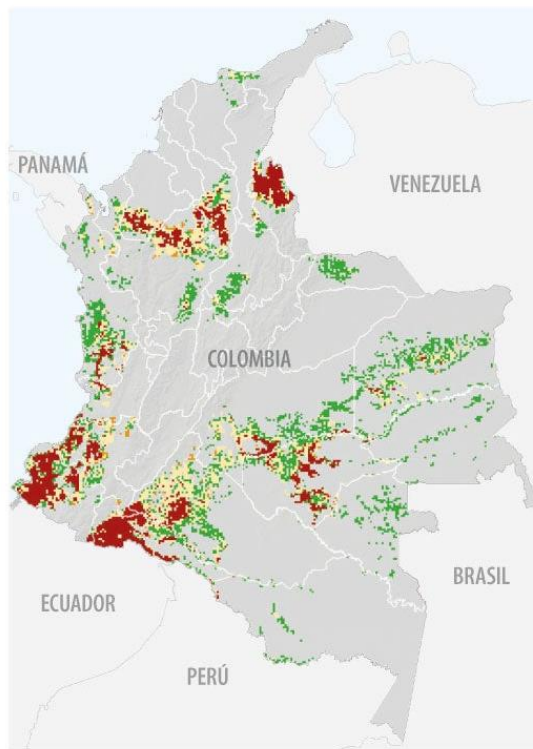 PANAMÁ
VENEZUELA
COLOMBIA
BRASIL
ECUADOR
PERÚ